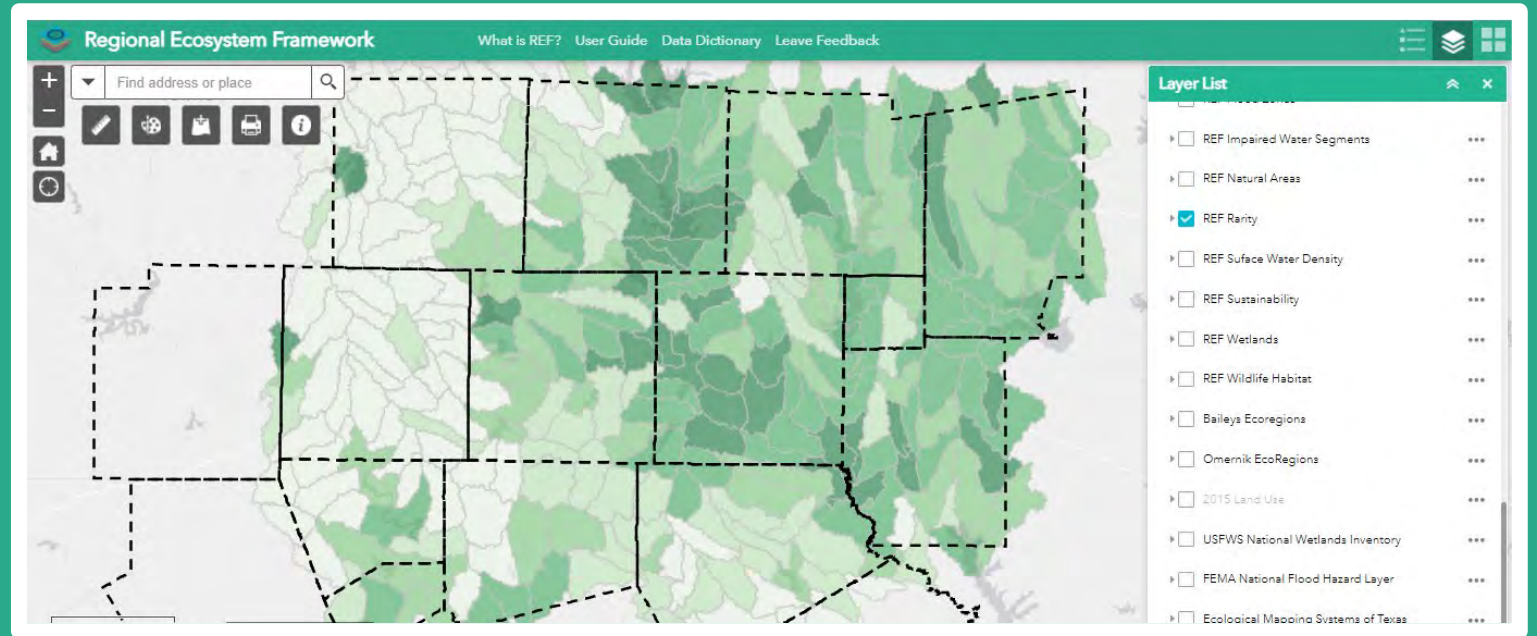 Regional Ecosystem Framework
What is REF? User Guide Data Dictionary Leave Feedback
Find address or place
Layer List
REF Impaired Water Segments
REF Natural Areas
REF Rarity
REF Suface Water Density
REF Sustainability
REF Wetlands
REF Wildlife Habitat
Baileys Ecoregions
Omernik EcoRegions
2015 Land Use
USFWS National Wetlands Inventory
FEMA National Flood Hazard Layer
Ecological Mapping Systems of Texas